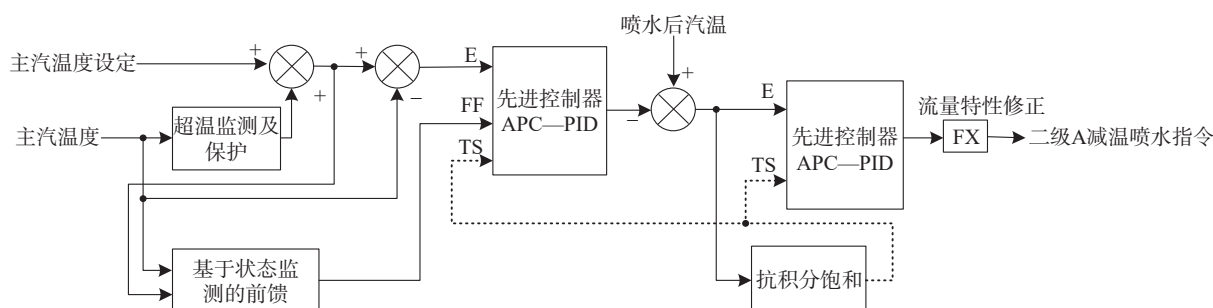 喷水后汽温
主汽温度设定
+
+
+
−
E
FF
TS
先进控制器
APC—PID
+
−
E
TS
先进控制器
APC—PID
流量特性修正
FX
二级A减温喷水指令
主汽温度
超温监测及
保护
基于状态监
测的前馈
抗积分饱和